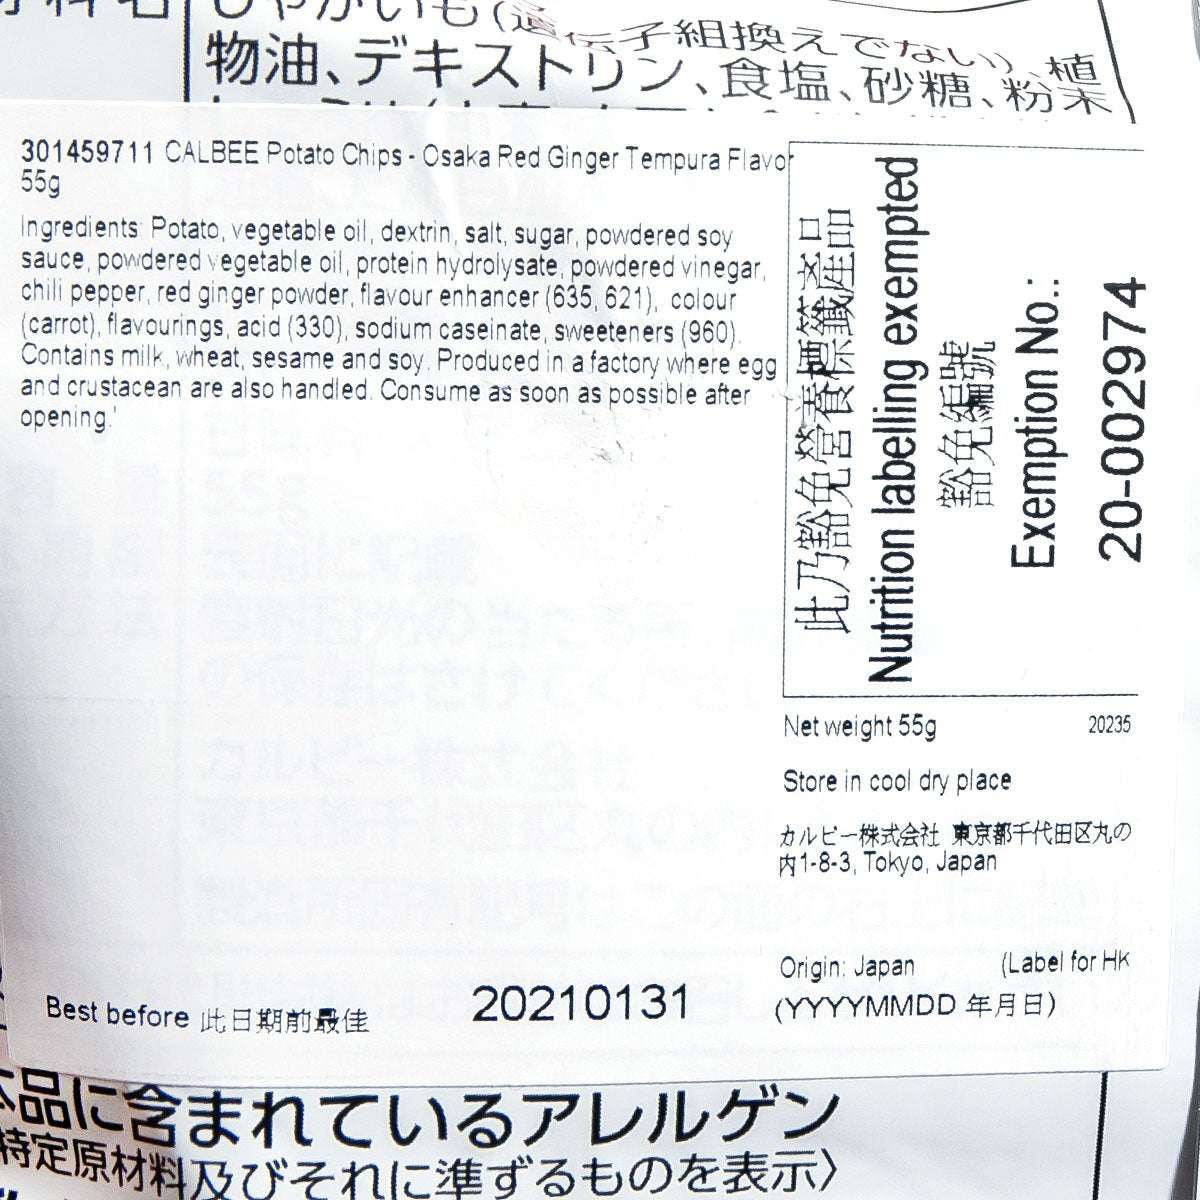 じゃがいも(遺伝子組換えでない)、植
物油、デキストリン、食塩、砂糖、粉末
301459711 CALBEE Potato Chips - Osaka Red Ginger Tempura Flavor
55g
Ingredients: Potato, vegetable oil, dextrin, salt, sugar, powdered soy
sauce, powdered vegetable oil, protein hydrolysate, powdered vinegar,
chili pepper, red ginger powder, flavour enhancer (635, 621), colour
(carrot), flavourings, acid (330), sodium caseinate, sweeteners (960).
Contains milk, wheat, sesame and soy. Produced in a factory where egg
and crustacean are also handled. Consume as soon as possible after
opening.'
此乃豁免營養標籤產品
Nutrition labelling exempted
豁免編號
Exemption No.:
20-002974
Net weight 55g
20235
Store in cool dry place
カルビー株式会社 東京都千代田区丸の
内1-8-3, Tokyo, Japan
Origin: Japan
(Label for HK
Best before 此日期前最佳
20210131
(YYYYMMDD 年月日)
本品に含まれているアレルゲン
特定原材料及びそれに準ずるものを表示〉